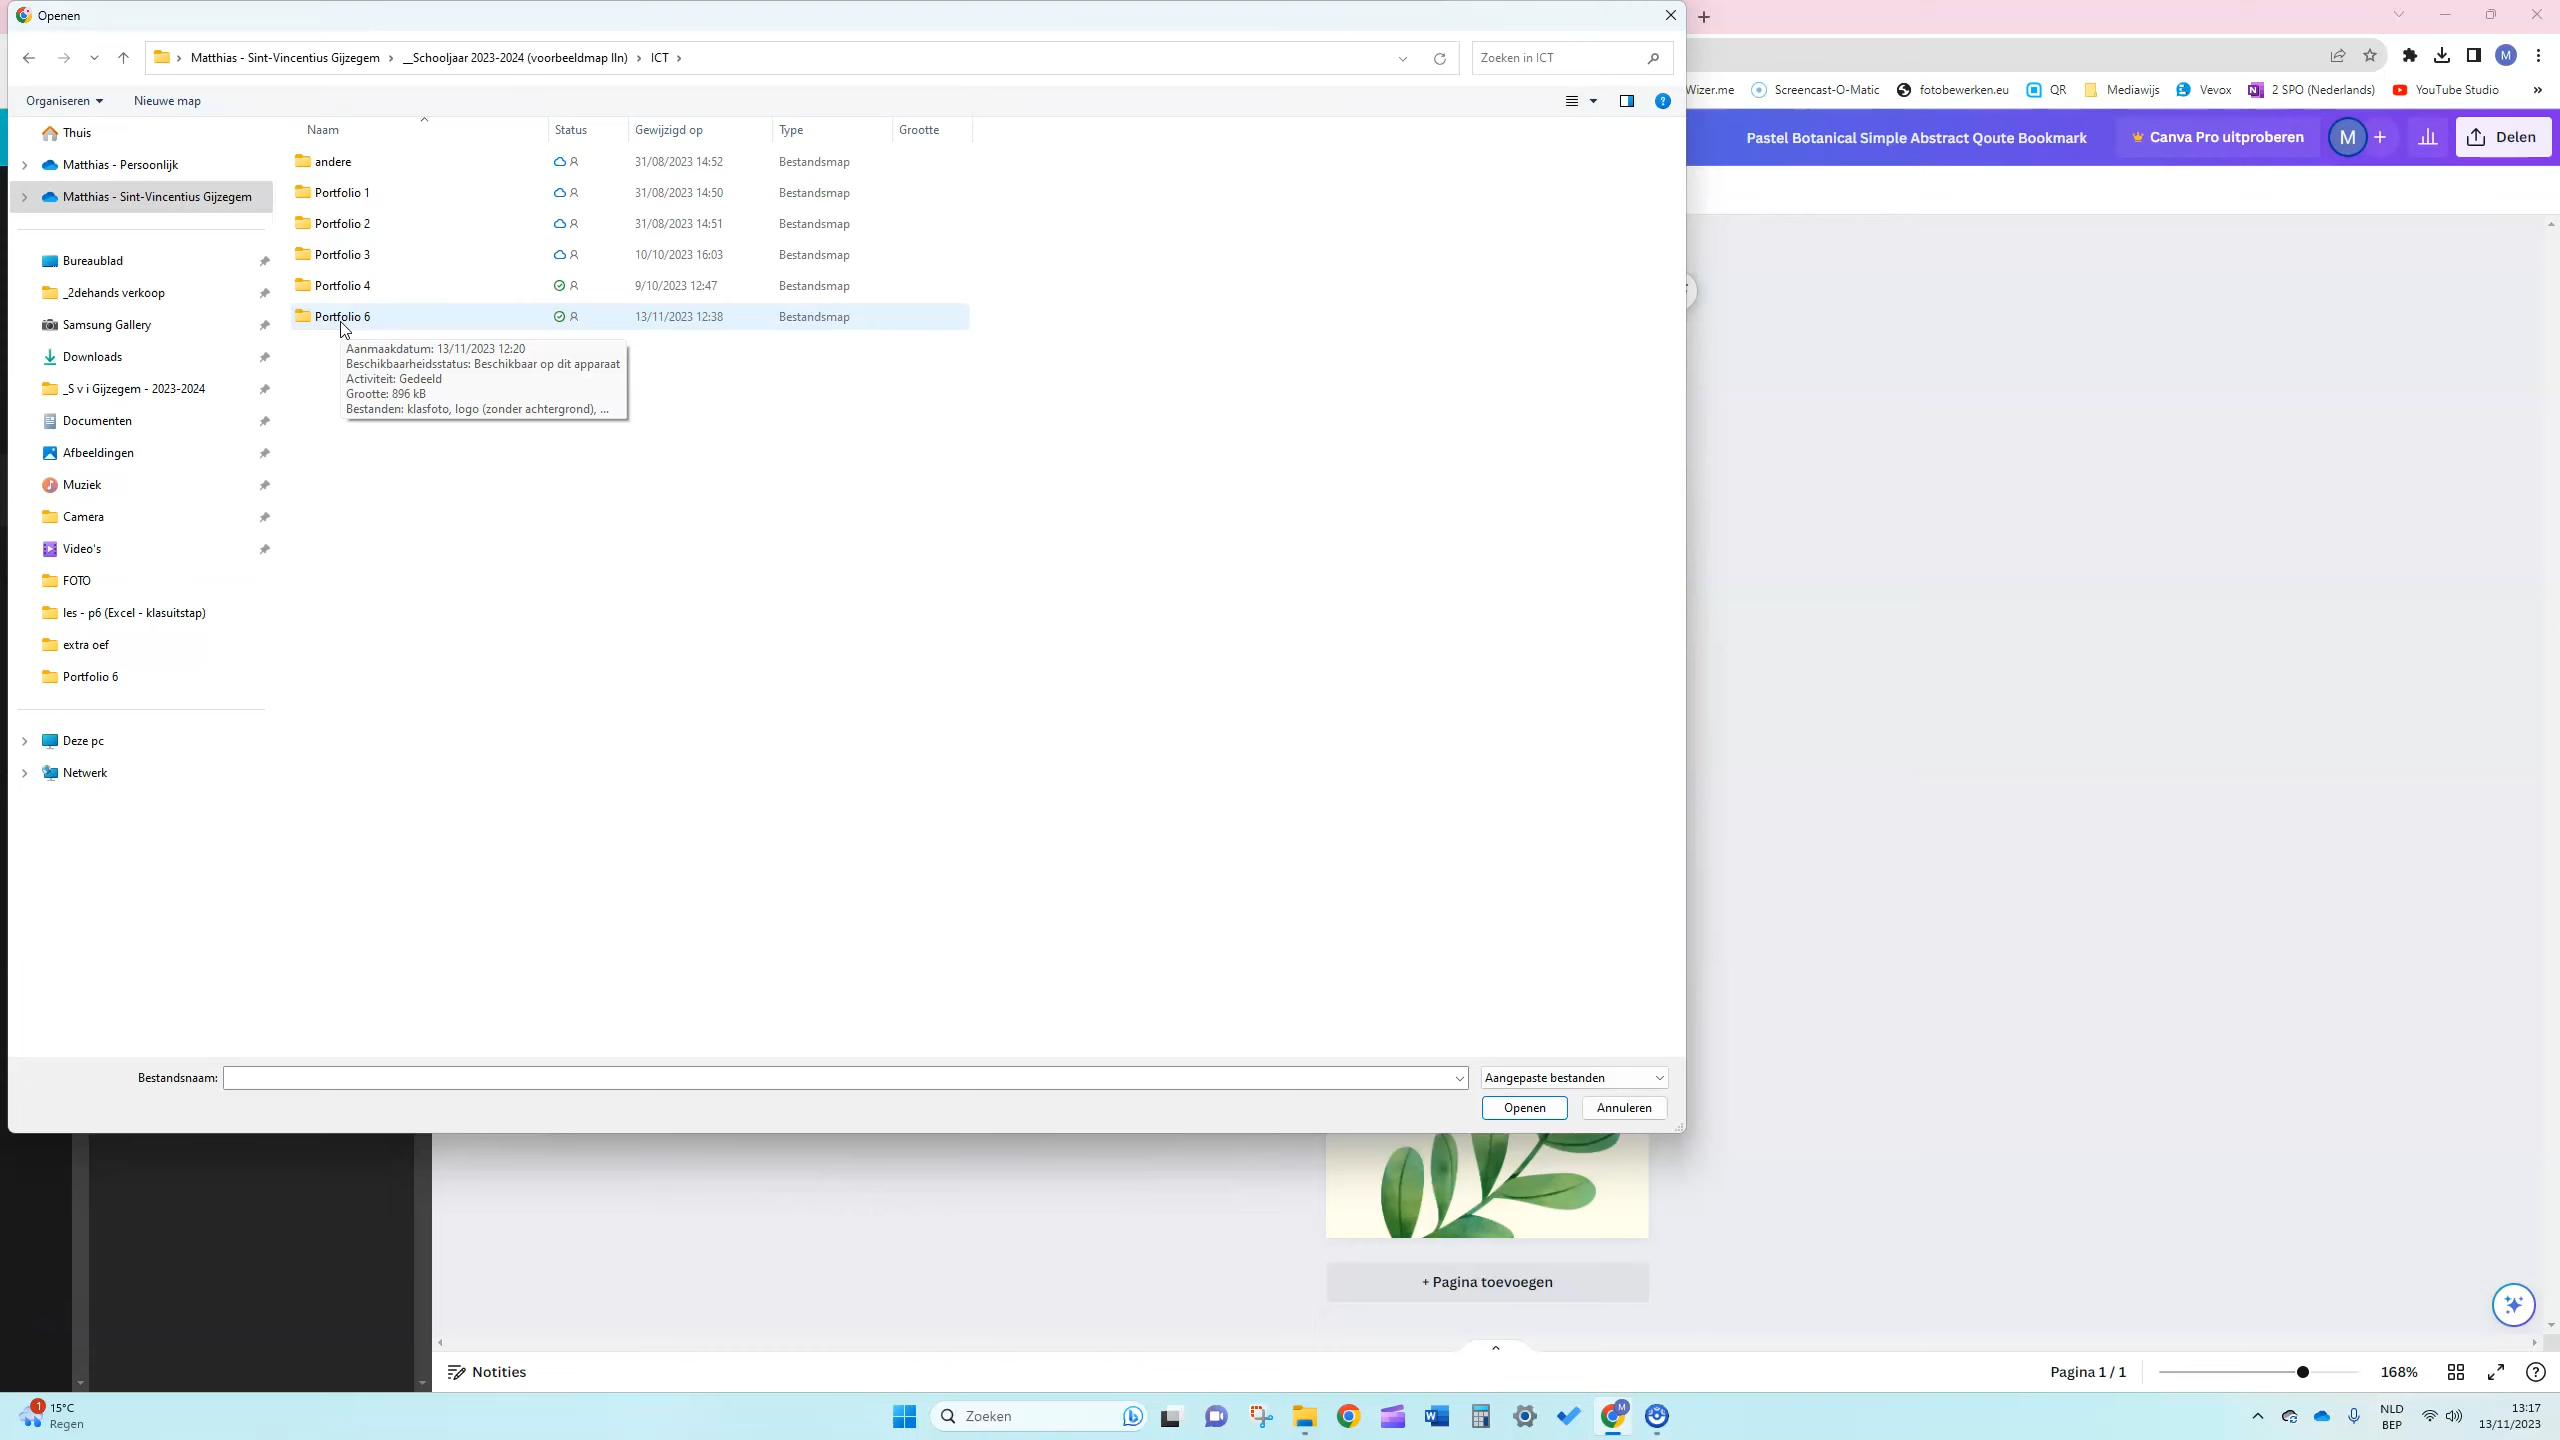 Openen
Matthias - Sint-Vincentius Gijzegem
__Schooljaar 2023-2024 (voorbeeldmap lln)
ICT
Zoeken in ICT
Organiseren
Nieuwe map
Wizer.me
Screencast-O-Matic
fotobewerken.eu
QR
Mediawijs
Vevox
2 SPO (Nederlands)
YouTube Studio
»
Pastel Botanical Simple Abstract Qoute Bookmark
Canva Pro uitproberen
M
Delen
Naam Status Gewijzigd op Type Grootte
andere 31/08/2023 14:52 Bestandsmap
Portfolio 1 31/08/2023 14:50 Bestandsmap
Portfolio 2 31/08/2023 14:51 Bestandsmap
Portfolio 3 10/10/2023 16:03 Bestandsmap
Portfolio 4 9/10/2023 12:47 Bestandsmap
Portfolio 6 13/11/2023 12:38 Bestandsmap
Aanmaakdatum: 13/11/2023 12:20
Beschikbaarheidsstatus: Beschikbaar op dit apparaat
Activiteit: Gedeeld
Grootte: 896 kB
Bestanden: klasfoto, logo (zonder achtergrond), ...
Thuis
Matthias - Persoonlijk
Matthias - Sint-Vincentius Gijzegem
Bureaublad
_2dehands verkoop
Samsung Gallery
Downloads
_S v i Gijzegem - 2023-2024
Documenten
Afbeeldingen
Muziek
Camera
Video's
FOTO
les - p6 (Excel - klasuitstap)
extra oef
Portfolio 6
Deze pc
Netwerk
Bestandsnaam:
Aangepaste bestanden
Openen
Annuleren
+ Pagina toevoegen
Notities
Pagina 1 / 1
168%
1
15°C
Regen
Zoeken
NLD
BEP
13:17
13/11/2023